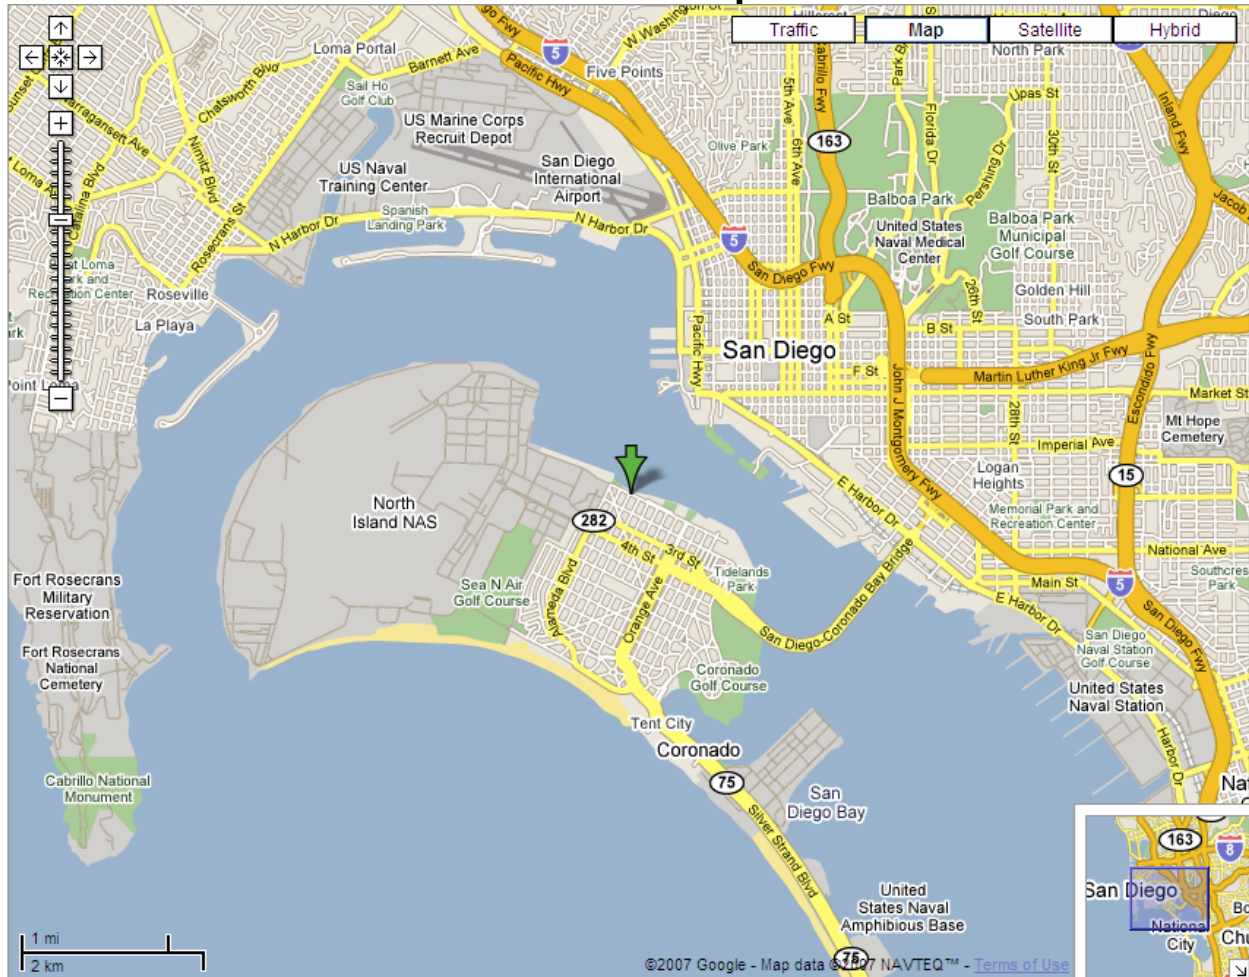 Traffic
Map
Satellite
Hybrid
Loma Portal
Barnett Ave
Pacific Hwy
5
Five Points
W Washington St
North Park
Chatsworth Blvd
Sail Ho
Golf Club
US Marine Corps
Recruit Depot
Upas St
Inland Fwy
Narragansett Ave
Nimitz Blvd
US Naval
Training Center
San Diego
International
Airport
Olive Park
5th Ave
6th Ave
Cabrillo Fwy
163
Park B
Florida Dr
Pershing Dr
30th St
Catalina Blvd
Rosecrans St
N Harbor Dr
Spanish
Landing Park
N Harbor Dr
Balboa Park
United States
Naval Medical
Center
Balboa Park
Municipal
Golf Course
Jacob
5
San Diego Fwy
26th St
Golden Hill
Roseville
Recreation Center
La Playa
A St
B St
South Park
Pacific Hwy
San Diego
F St
Martin Luther King Jr Fwy
Escondido Fwy
Point Loma
John J Montgomery Fwy
28th St
Market St
Mt Hope
Cemetery
Imperial Ave
Logan
Heights
15
North
Island NAS
282
E Harbor Dr
Memorial Park and
Recreation Center
4th St
3rd St
National Ave
Tidelands
Park
Main St
5
Southcres
Park
Sea N Air
Golf Course
Alameda Blvd
Orange Ave
San Diego-Coronado Bay Bridge
E Harbor Dr
San Diego Fwy
Fort Rosecrans
Military
Reservation
San Diego
Naval Station
Golf Course
Fort Rosecrans
National
Cemetery
Coronado
Golf Course
United States
Naval Station
Tent City
Coronado
Harbor Dr
75
San
Diego Bay
Cabrillo National
Monument
Silver Strand Blvd
United
States Naval
Amphibious Base
75
163
8
San Diego
National
City
Chu
1 mi
2 km
©2007 Google - Map data ©2007 NAVTEQ™ - Terms of Use